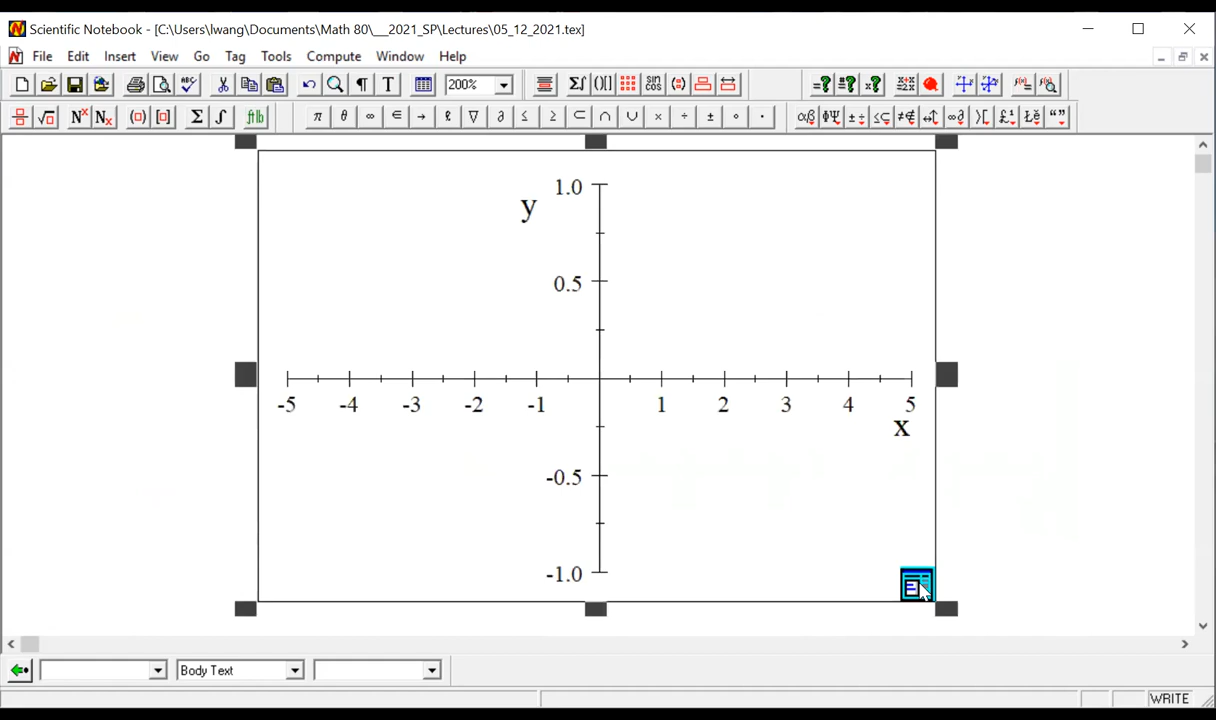 Scientific Notebook - [C:\Users\lwang\Documents\Math 80\__2021_SP\Lectures\05_12_2021.tex]
File Edit Insert View Go Tag Tools Compute Window Help
200%
y
1.0
0.5
-5 -4 -3 -2 -1 1 2 3 4 5
x
-0.5
-1.0
Body Text
WRITE